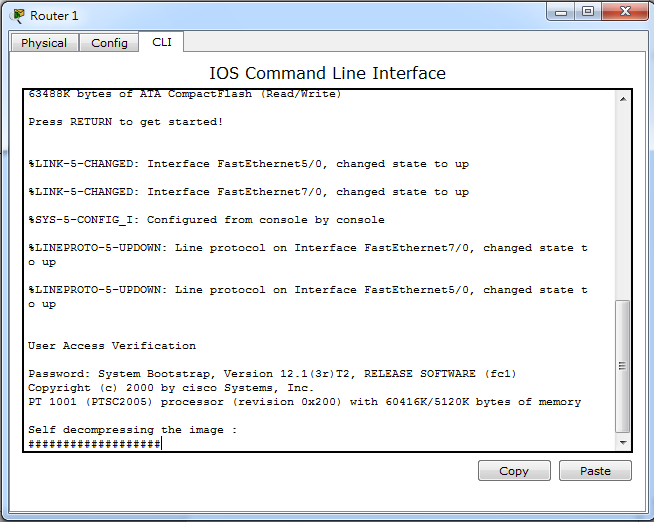 Router 1
Physical Config CLI
IOS Command Line Interface
63488K bytes of ATA CompactFlash (Read/Write)
Press RETURN to get started!
%LINK-5-CHANGED: Interface FastEthernet5/0, changed state to up
%LINK-5-CHANGED: Interface FastEthernet7/0, changed state to up
%SYS-5-CONFIG_I: Configured from console by console
%LINEPROTO-5-UPDOWN: Line protocol on Interface FastEthernet7/0, changed state t
o up
%LINEPROTO-5-UPDOWN: Line protocol on Interface FastEthernet5/0, changed state t
o up
User Access Verification
Password: System Bootstrap, Version 12.1(3r)T2, RELEASE SOFTWARE (fc1)
Copyright (c) 2000 by cisco Systems, Inc.
PT 1001 (PTSC2005) processor (revision 0x200) with 60416K/5120K bytes of memory
Self decompressing the image :
###################
Copy Paste